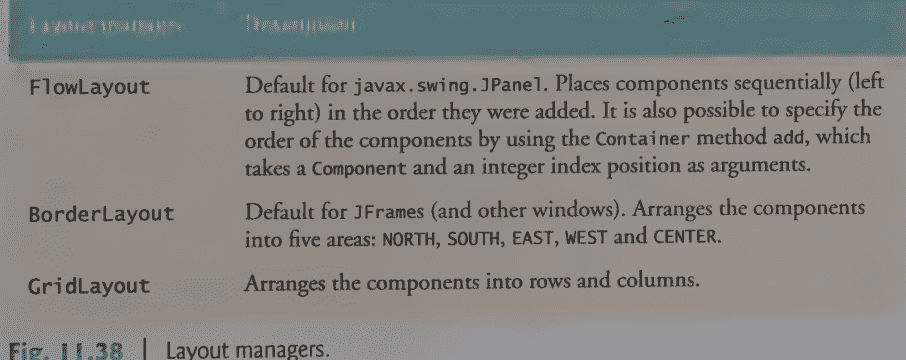 Layout manager Description
FlowLayout Default for javax.swing.JPanel. Places components sequentially (left
to right) in the order they were added. It is also possible to specify the
order of the components by using the Container method add, which
takes a Component and an integer index position as arguments.
BorderLayout Default for JFrames (and other windows). Arranges the components
into five areas: NORTH, SOUTH, EAST, WEST and CENTER.
GridLayout Arranges the components into rows and columns.
Fig. 11.38 | Layout managers.